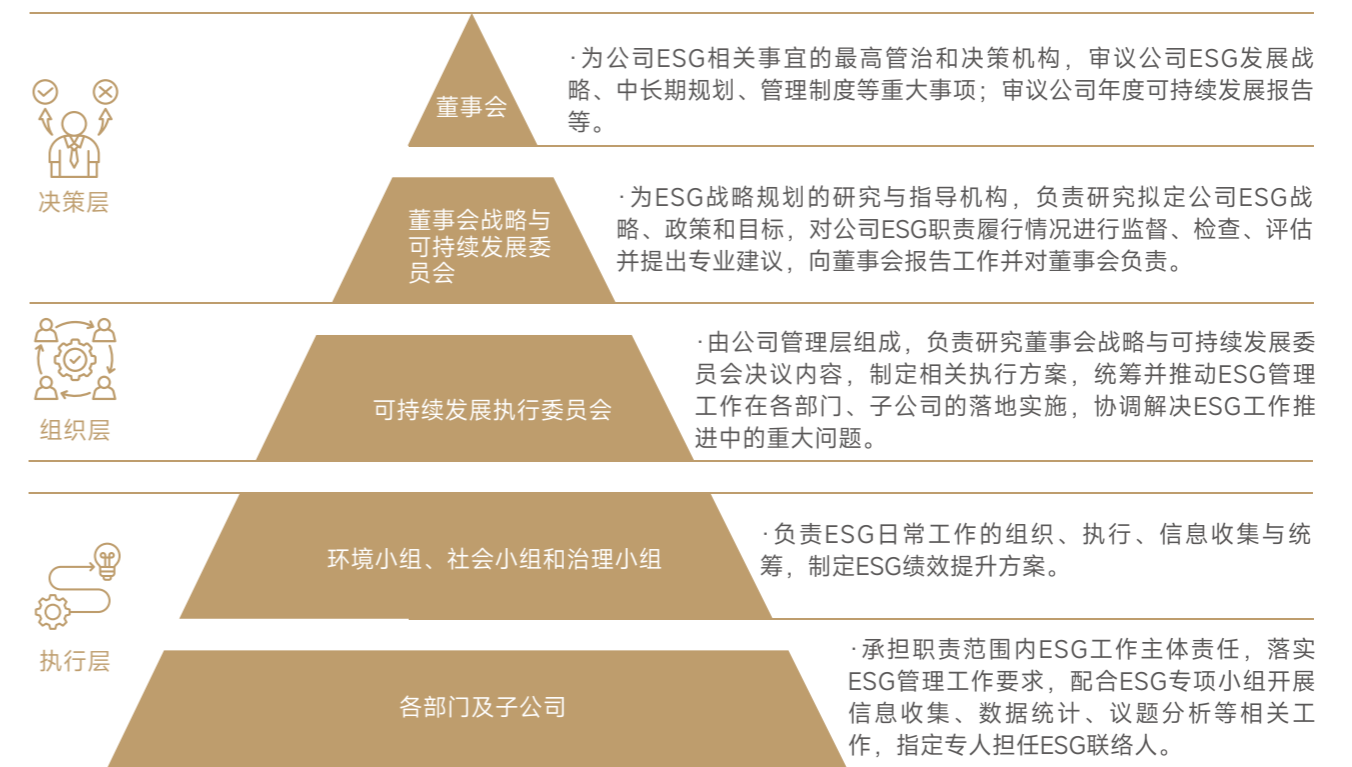 董事会
·为公司ESG相关事宜的最高管治和决策机构，审议公司ESG发展战
略、中长期规划、管理制度等重大事项；审议公司年度可持续发展报告
等。
决策层
董事会战略与
可持续发展委
员会
·为ESG战略规划的研究与指导机构，负责研究拟定公司ESG战
略、政策和目标，对公司ESG职责履行情况进行监督、检查、评估
并提出专业建议，向董事会报告工作并对董事会负责。
组织层
可持续发展执行委员会
·由公司管理层组成，负责研究董事会战略与可持续发展委
员会决议内容，制定相关执行方案，统筹并推动ESG管理
工作在各部门、子公司的落地实施，协调解决ESG工作推
进中的重大问题。
环境小组、社会小组和治理小组
·负责ESG日常工作的组织、执行、信息收集与统
筹，制定ESG绩效提升方案。
执行层
各部门及子公司
·承担职责范围内ESG工作主体责任，落实
ESG管理工作要求，配合ESG专项小组开展
信息收集、数据统计、议题分析等相关工
作，指定专人担任ESG联络人。